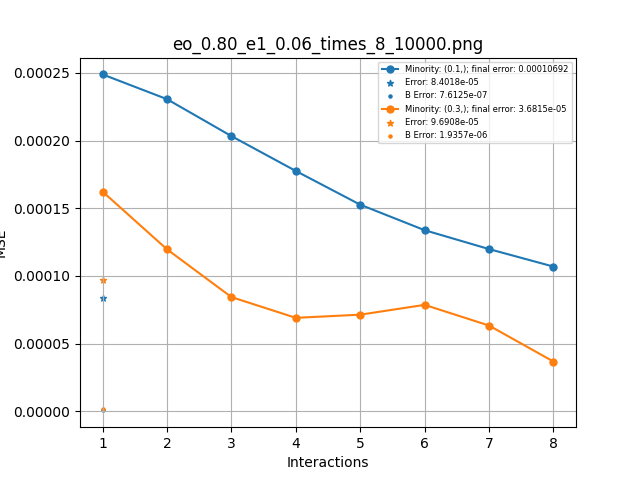 eo_0.80_e1_0.06_times_8_10000.png
Minority: (0.1,); final error: 0.00010692
Error: 8.4018e-05
B Error: 7.6125e-07
Minority: (0.3,); final error: 3.6815e-05
Error: 9.6908e-05
B Error: 1.9357e-06
MSE
0.00025
0.00020
0.00015
0.00010
0.00005
0.00000
1 2 3 4 5 6 7 8
Interactions